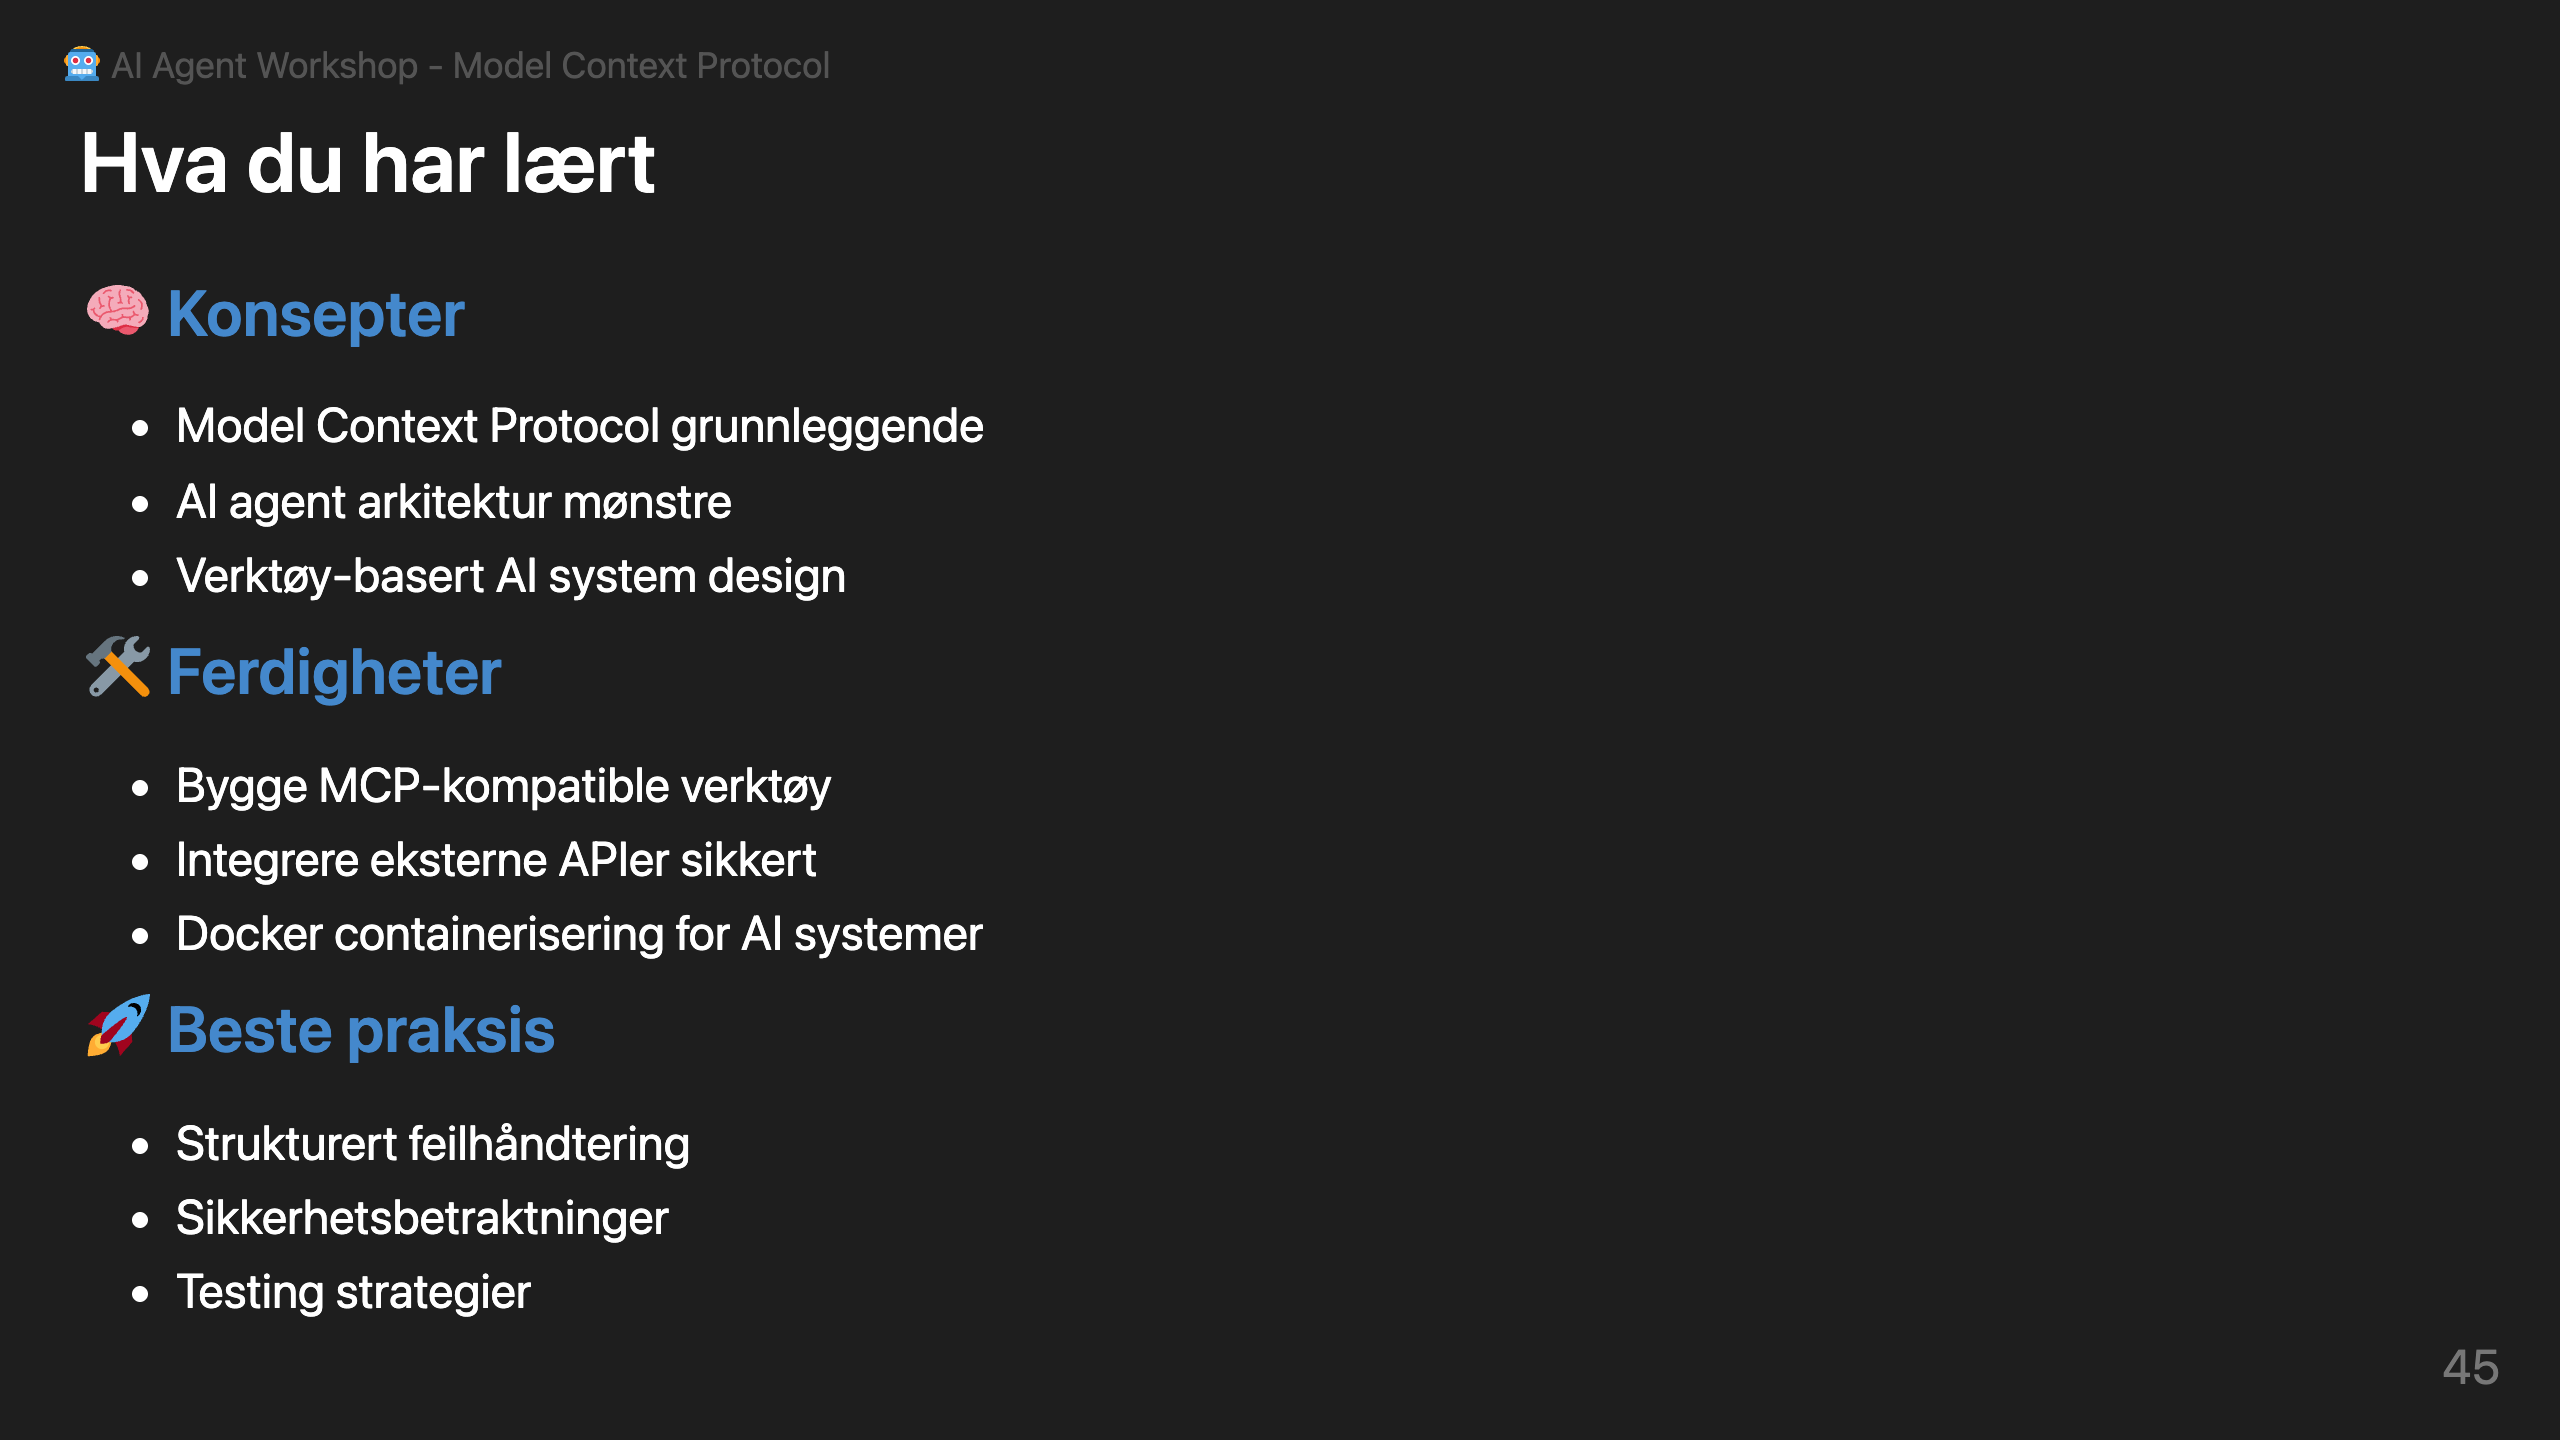 AI Agent Workshop - Model Context Protocol
Hva du har lært
Konsepter
Model Context Protocol grunnleggende
AI agent arkitektur mønstre
Verktøy-basert AI system design
Ferdigheter
Bygge MCP-kompatible verktøy
Integrere eksterne APIer sikkert
Docker containerisering for AI systemer
Beste praksis
Strukturert feilhåndtering
Sikkerhetsbetraktninger
Testing strategier
45